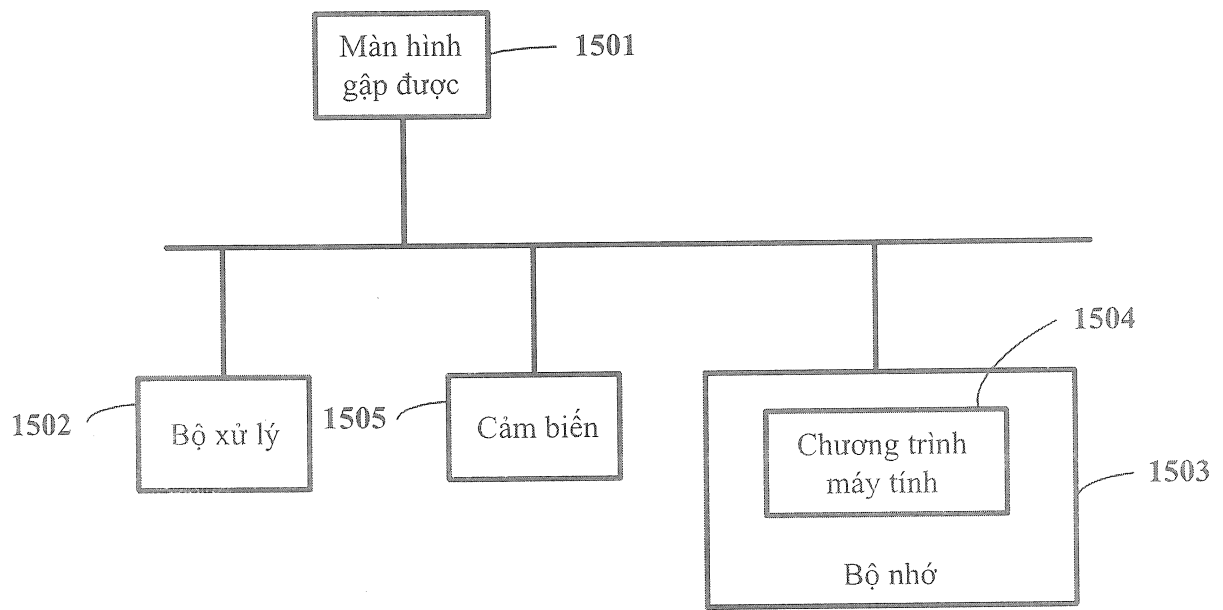 Màn hình
gập được
1501
1504
1502
Bộ xử lý
1505
Cảm biến
Chương trình
máy tính
1503
Bộ nhớ